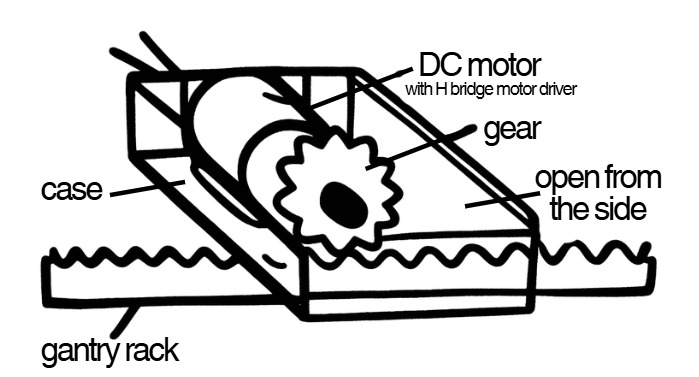 DC motor
with H bridge motor driver
gear
case
open from
the side
gantry rack